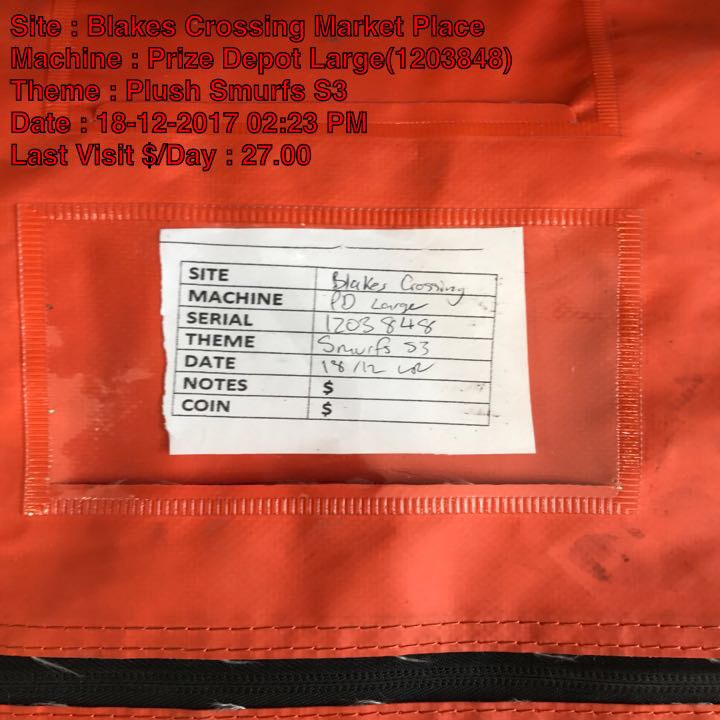 Site : Blakes Crossing Market Place
Machine : Prize Depot Large(1203848)
Theme : Plush Smurfs S3
Date : 18-12-2017 02:23 PM
Last Visit $/Day : 27.00
SITE Blakes Crossing
MACHINE PD Large
SERIAL 1203848
THEME Smurfs S3
DATE 18/12
NOTES $
COIN $